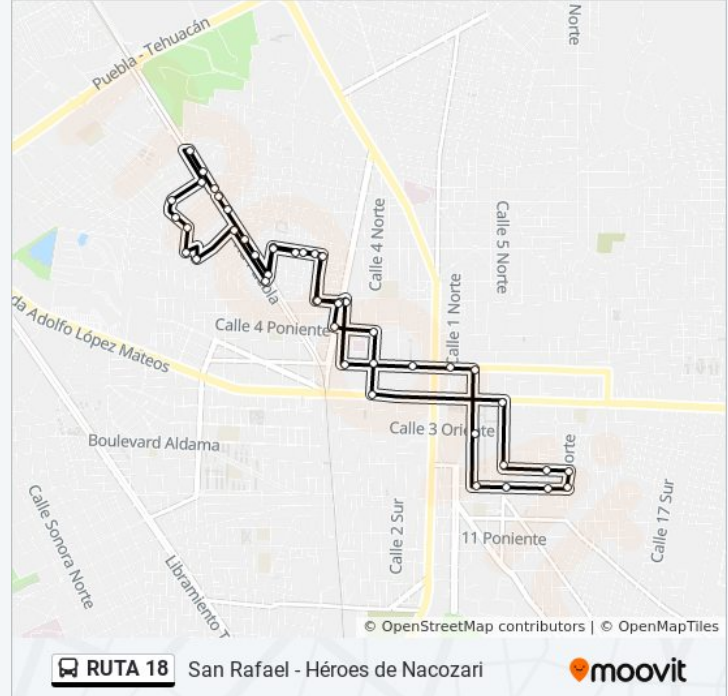 Norte
Puebla - Tehuacán
Calle 4 Norte
Calle 5 Norte
Calle 1 Norte
Calle 4 Poniente
da Adolfo López Mateos
Calle 3 Oriente
Boulevard Aldama
orte
Calle Sonora Norte
Calle 2 Sur
Calle 17 Sur
11 Poniente
Libramiento T
© OpenStreetMap contributors | © OpenMapTiles
RUTA 18 San Rafael - Héroes de Nacozari
moovit